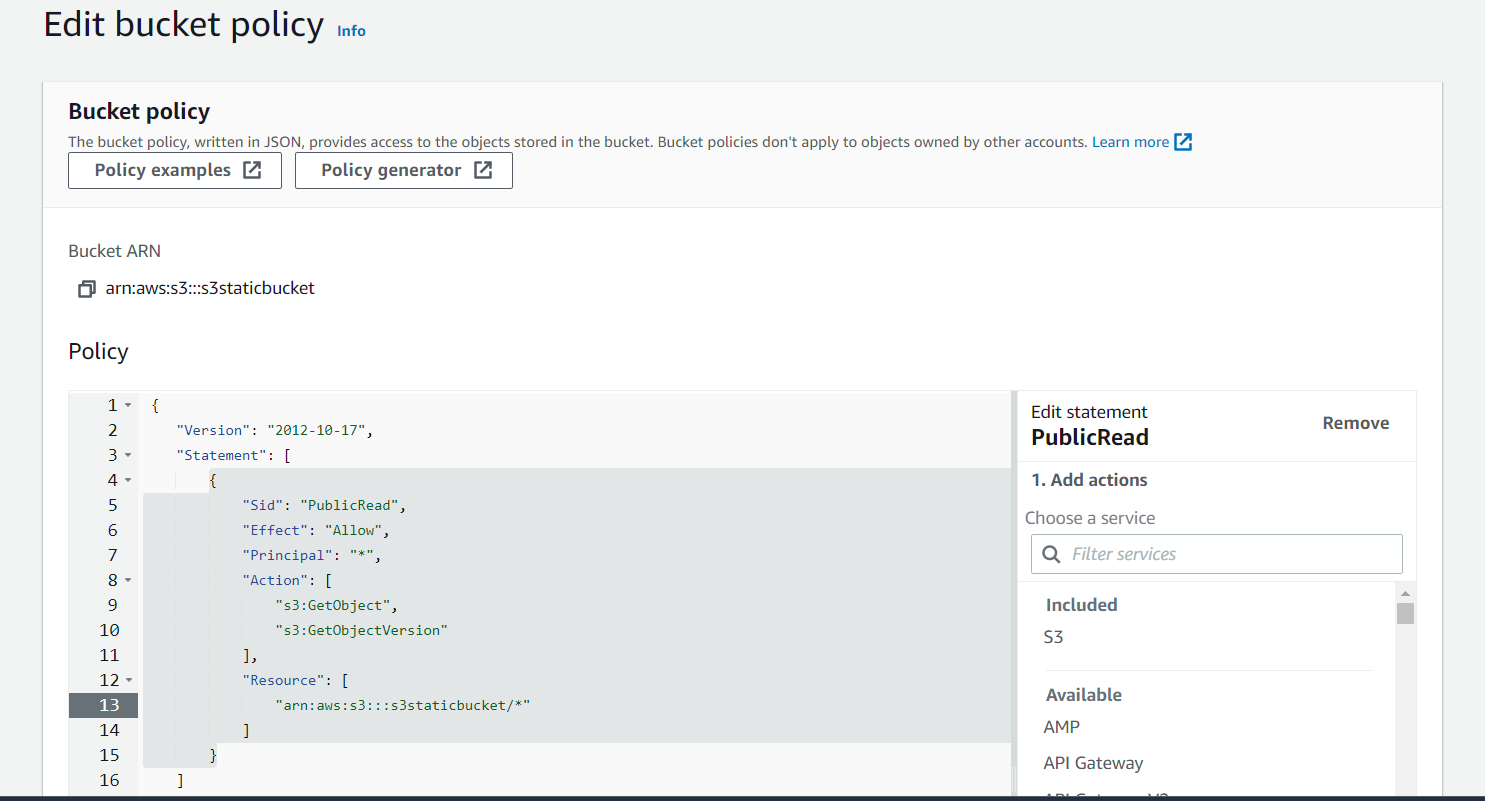 Edit bucket policy Info
Bucket policy
The bucket policy, written in JSON, provides access to the objects stored in the bucket. Bucket policies don't apply to objects owned by other accounts. Learn more
Policy examples
Policy generator
Bucket ARN
arn:aws:s3:::s3staticbucket
Policy
1 {
2 "Version": "2012-10-17",
3 "Statement": [
4 {
5 "Sid": "PublicRead",
6 "Effect": "Allow",
7 "Principal": "*",
8 "Action": [
9 "s3:GetObject",
10 "s3:GetObjectVersion"
11 ],
12 "Resource": [
13 "arn:aws:s3:::s3staticbucket/*"
14 ]
15 }
16 ]
Edit statement
PublicRead
Remove
1. Add actions
Choose a service
Filter services
Included
S3
Available
AMP
API Gateway